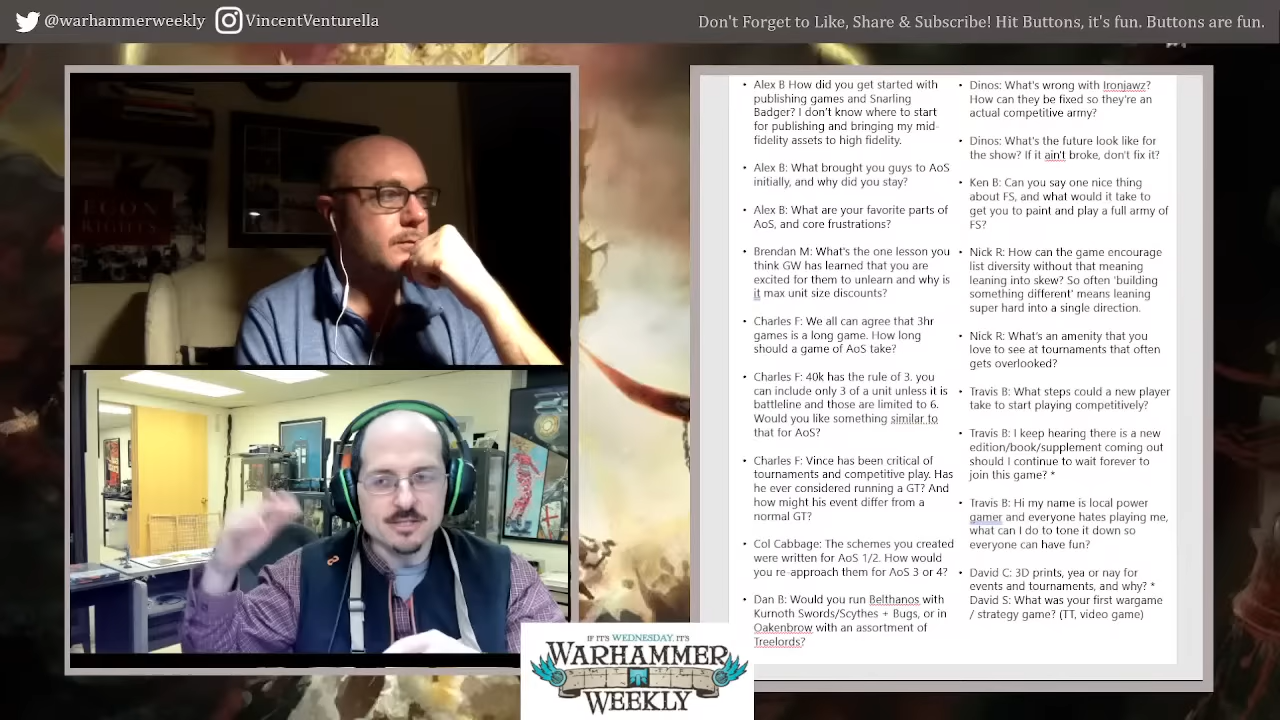 @warhammerweekly VincentVenturella
Don't Forget to Like, Share & Subscribe! Hit Buttons, it's fun. Buttons are fun.
ECON
RIGHTS
• Alex B How did you get started with
publishing games and Snarling
Badger? I don't know where to start
for publishing and bringing my mid-
fidelity assets to high fidelity.
• Alex B: What brought you guys to AoS
initially, and why did you stay?
• Alex B: What are your favorite parts of
AoS, and core frustrations?
• Brendan M: What's the one lesson you
think GW has learned that you are
excited for them to unlearn and why is
it max unit size discounts?
• Charles F: We all can agree that 3hr
games is a long game. How long
should a game of AoS take?
• Charles F: 40k has the rule of 3. you
can include only 3 of a unit unless it is
battleline and those are limited to 6.
Would you like something similar to
that for AoS?
• Charles F: Vince has been critical of
tournaments and competitive play. Has
he ever considered running a GT? And
how might his event differ from a
normal GT?
• Col Cabbage: The schemes you created
were written for AoS 1/2. How would
you re-approach them for AoS 3 or 4?
• Dan B: Would you run Belthanos with
Kurnoth Swords/Scythes + Bugs, or in
Oakenbrow with an assortment of
Treelords?
• Dinos: What's wrong with Ironjawz?
How can they be fixed so they're an
actual competitive army?
• Dinos: What's the future look like for
the show? If it ain't broke, don't fix it?
• Ken B: Can you say one nice thing
about FS, and what would it take to
get you to paint and play a full army of
FS?
• Nick R: How can the game encourage
list diversity without that meaning
leaning into skew? So often 'building
something different' means leaning
super hard into a single direction.
• Nick R: What's an amenity that you
love to see at tournaments that often
gets overlooked?
• Travis B: What steps could a new player
take to start playing competitively?
• Travis B: I keep hearing there is a new
edition/book/supplement coming out
should I continue to wait forever to
join this game? *
• Travis B: Hi my name is local power
gamer and everyone hates playing me,
what can I do to tone it down so
everyone can have fun?
• David C: 3D prints, yea or nay for
events and tournaments, and why? *
David S: What was your first wargame
/ strategy game? (TT, video game)
IF IT'S WEDNESDAY, IT'S
WARHAMMER
WEEKLY